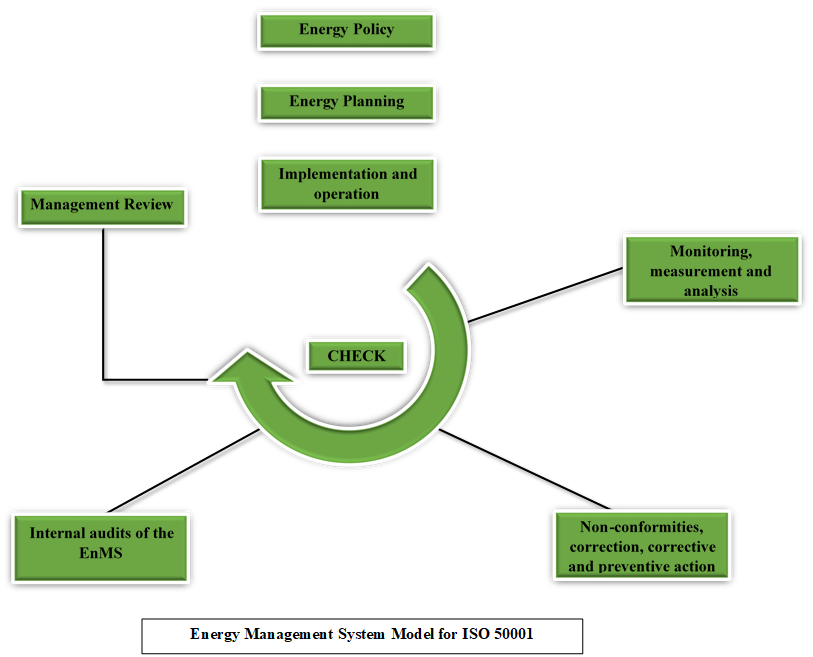 Energy Policy
Energy Planning
Implementation and
operation
Management Review
Monitoring,
measurement and
analysis
CHECK
Internal audits of the
EnMS
Non-conformities,
correction, corrective
and preventive action
Energy Management System Model for ISO 50001